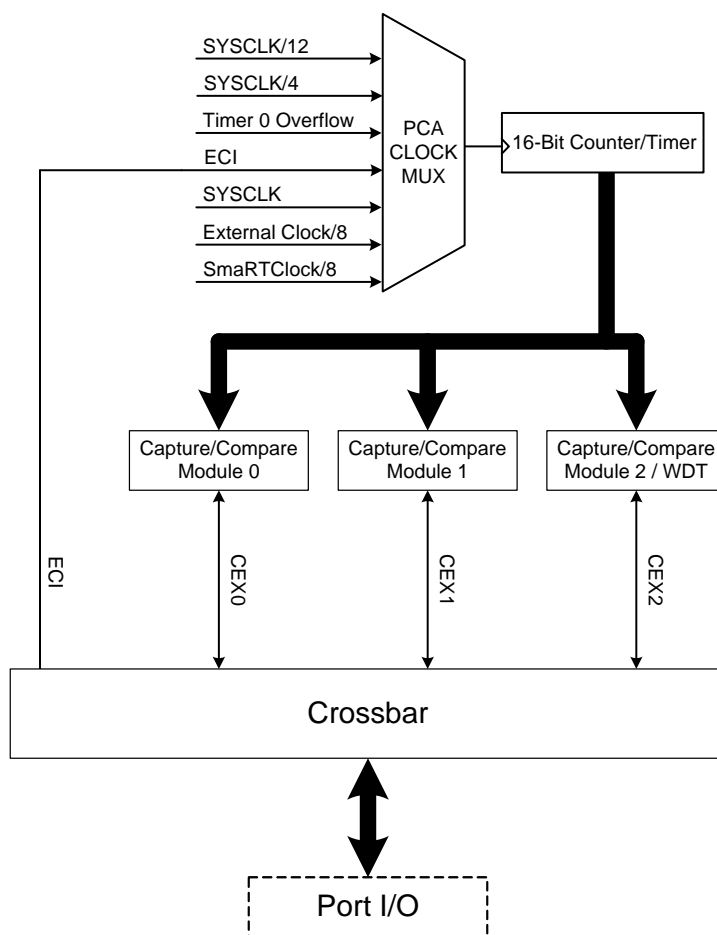 SYSCLK/12
SYSCLK/4
Timer 0 Overflow
ECI
SYSCLK
External Clock/8
SmaRTClock/8
PCA
CLOCK
MUX
16-Bit Counter/Timer
Capture/Compare
Module 0
Capture/Compare
Module 1
Capture/Compare
Module 2 / WDT
ECI
CEX0
CEX1
CEX2
Crossbar
Port I/O